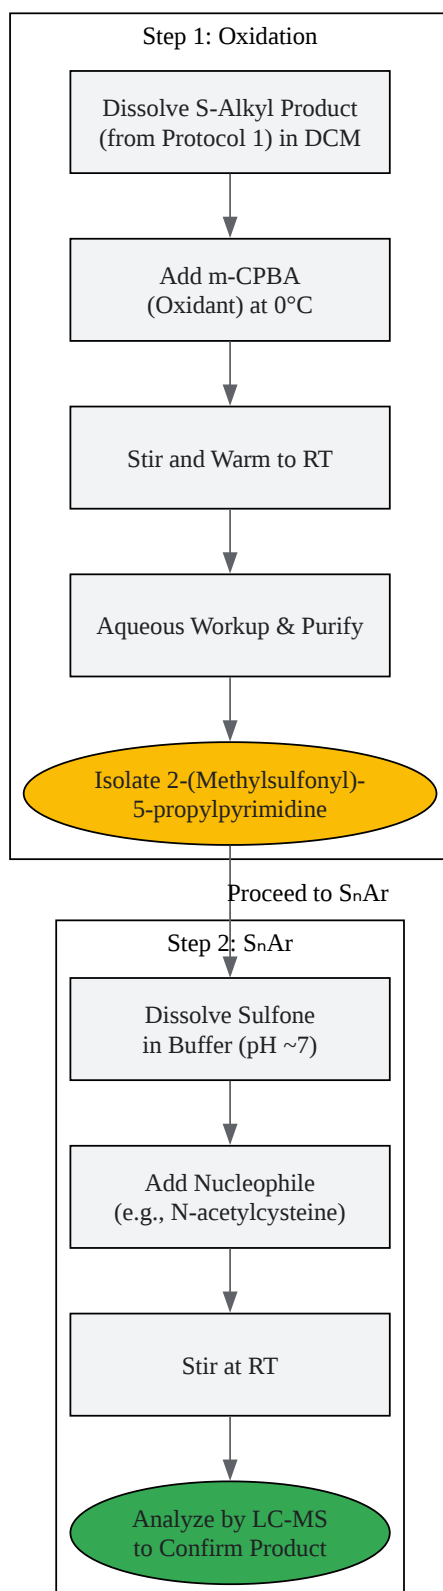 Step 1: Oxidation
Dissolve S-Alkyl Product
(from Protocol 1) in DCM
Add m-CPBA
(Oxidant) at 0°C
Stir and Warm to RT
Aqueous Workup & Purify
Isolate 2-(Methylsulfonyl)-
5-propylpyrimidine
Proceed to SₙAr
Step 2: SₙAr
Dissolve Sulfone
in Buffer (pH ~7)
Add Nucleophile
(e.g., N-acetylcysteine)
Stir at RT
Analyze by LC-MS
to Confirm Product